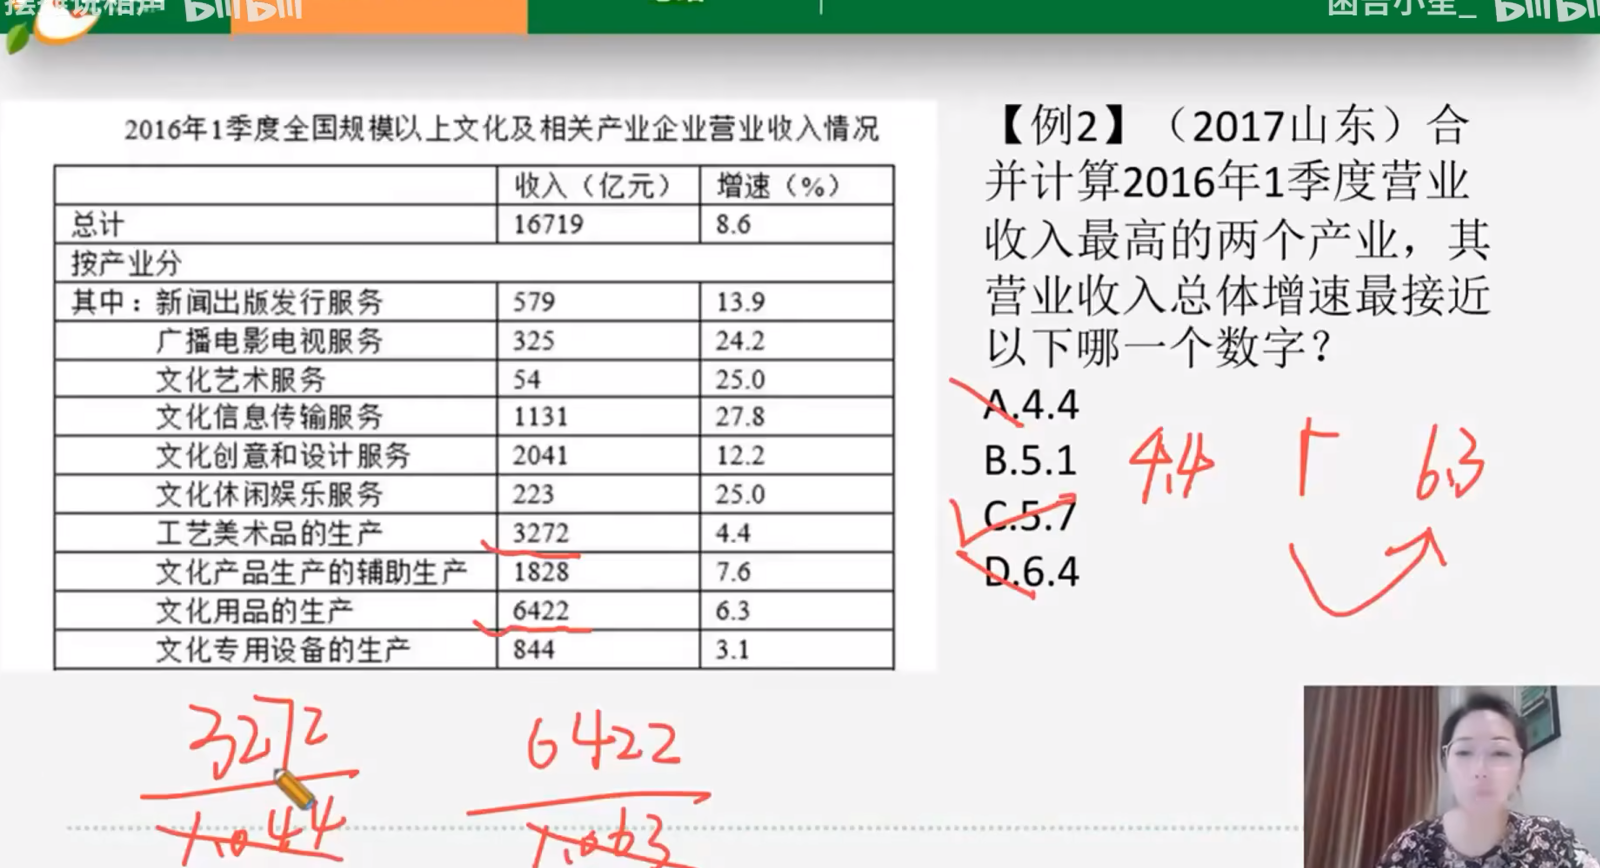 摆摊说相声 bilibili
困告小星_ bilibili
2016年1季度全国规模以上文化及相关产业企业营业收入情况
收入（亿元） 增速（%）
总计 16719 8.6
按产业分
其中：新闻出版发行服务 579 13.9
广播电影电视服务 325 24.2
文化艺术服务 54 25.0
文化信息传输服务 1131 27.8
文化创意和设计服务 2041 12.2
文化休闲娱乐服务 223 25.0
工艺美术品的生产 3272 4.4
文化产品生产的辅助生产 1828 7.6
文化用品的生产 6422 6.3
文化专用设备的生产 844 3.1
【例2】（2017山东）合
并计算2016年1季度营业
收入最高的两个产业，其
营业收入总体增速最接近
以下哪一个数字？
A.4.4
B.5.1
C.5.7
D.6.4
4.4 r 6.3
3272 6422
1.044 1.063